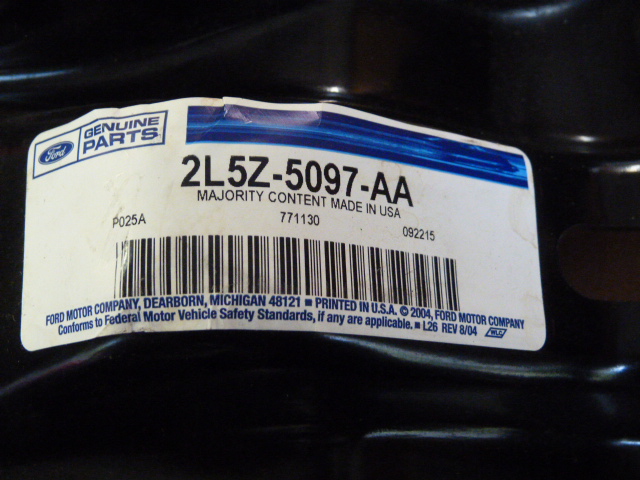 Ford
GENUINE
PARTS
2L5Z-5097-AA
MAJORITY CONTENT MADE IN USA
P025A 771130 092215
FORD MOTOR COMPANY, DEARBORN, MICHIGAN 48121 ■ PRINTED IN U.S.A. © 2004, FORD MOTOR COMPANY
Conforms to Federal Motor Vehicle Safety Standards, if any are applicable. ■ L26 REV 8/04 WLC